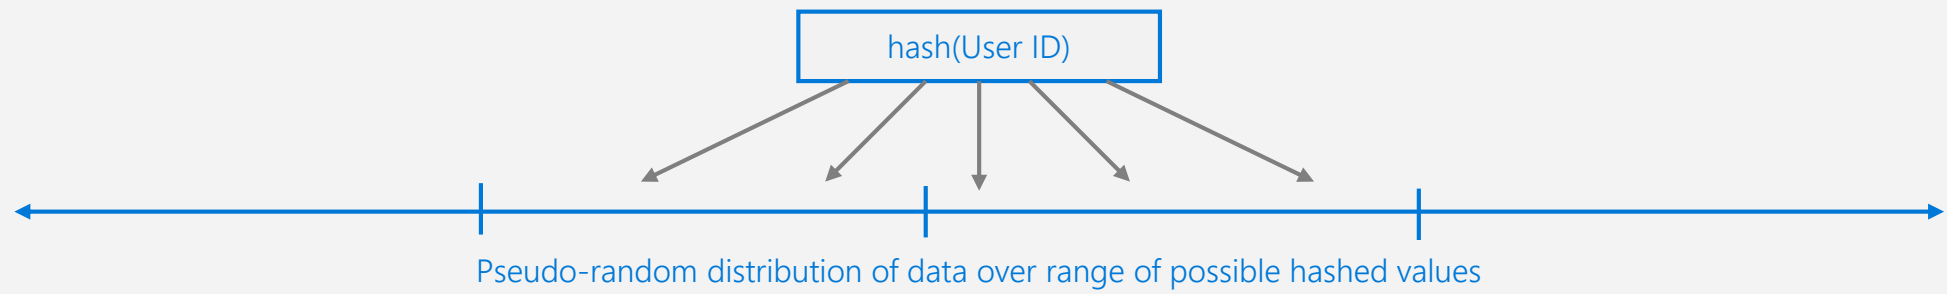 hash(User ID)
Pseudo-random distribution of data over range of possible hashed values